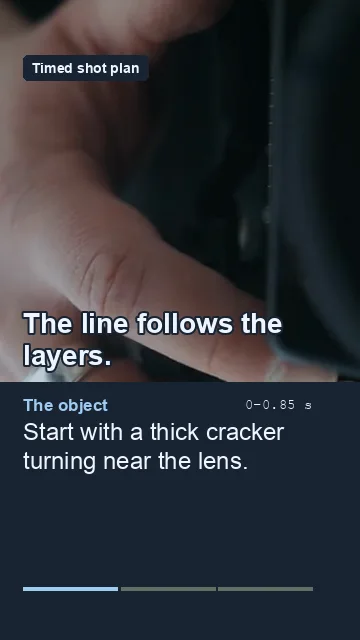 Timed shot plan
The line follows the
layers.
The object
0–0.85 s
Start with a thick cracker
turning near the lens.